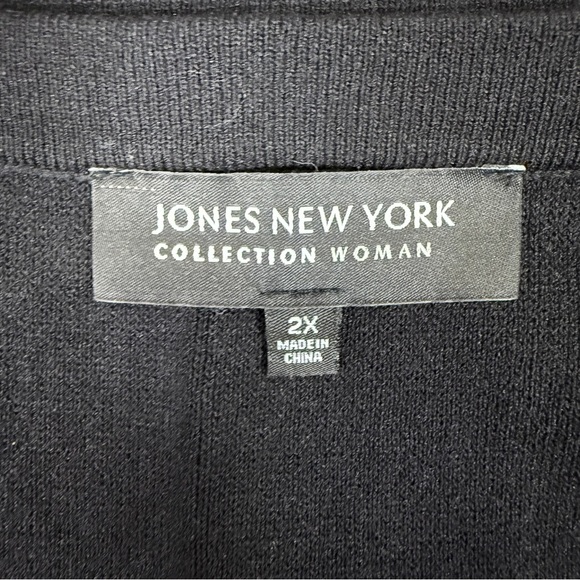 JONES NEW YORK
COLLECTION WOMAN
2X
MADE IN
CHINA